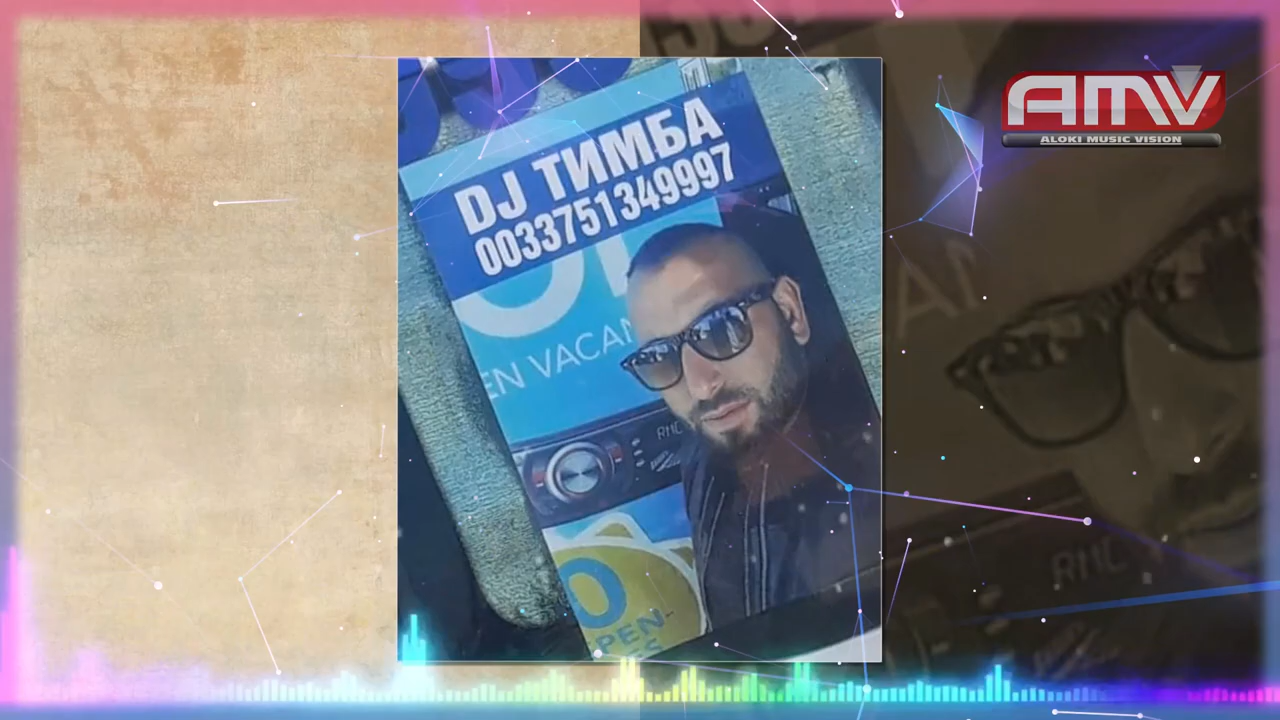 AMV
ALOKI MUSIC VISION
DJ ТИМБА
0033751349997
EN VACAN
RMC